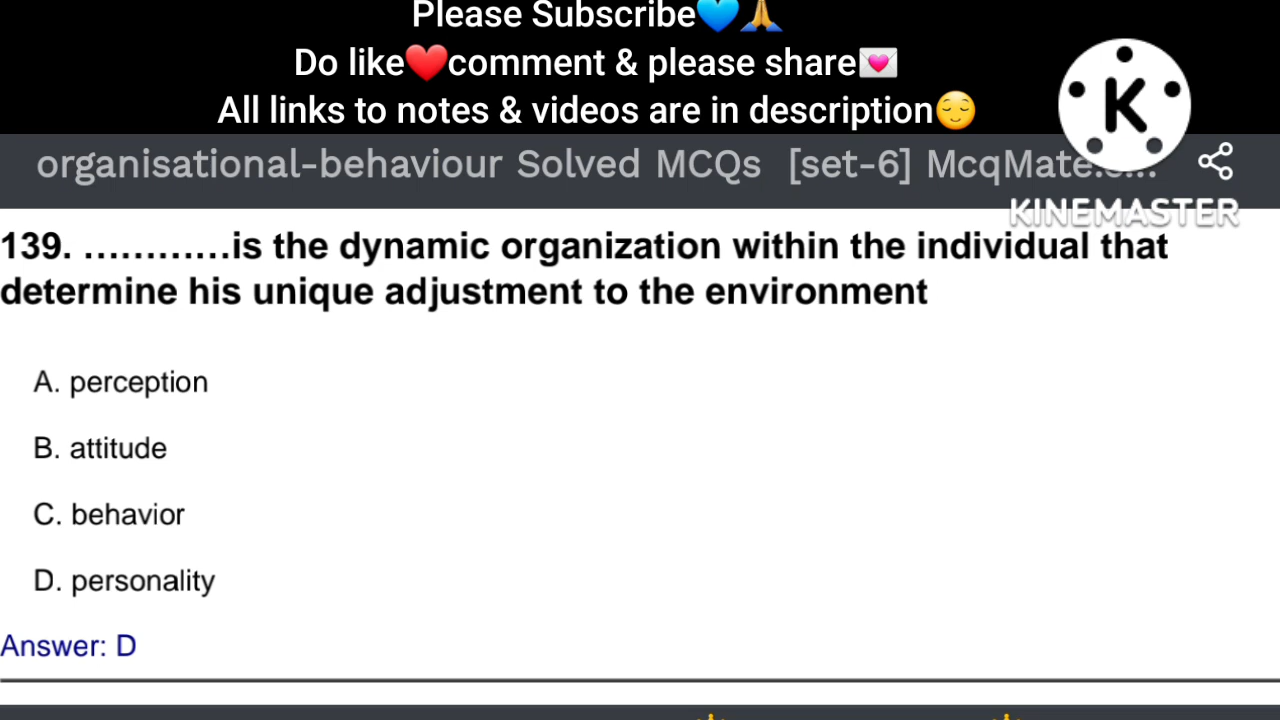 Please Subscribe💙🙏
Do like❤️comment & please share💌
All links to notes & videos are in description😌
K
organisational-behaviour Solved MCQs [set-6] McqMate.
KINEMASTER
139. ............is the dynamic organization within the individual that
determine his unique adjustment to the environment
A. perception
B. attitude
C. behavior
D. personality
Answer: D